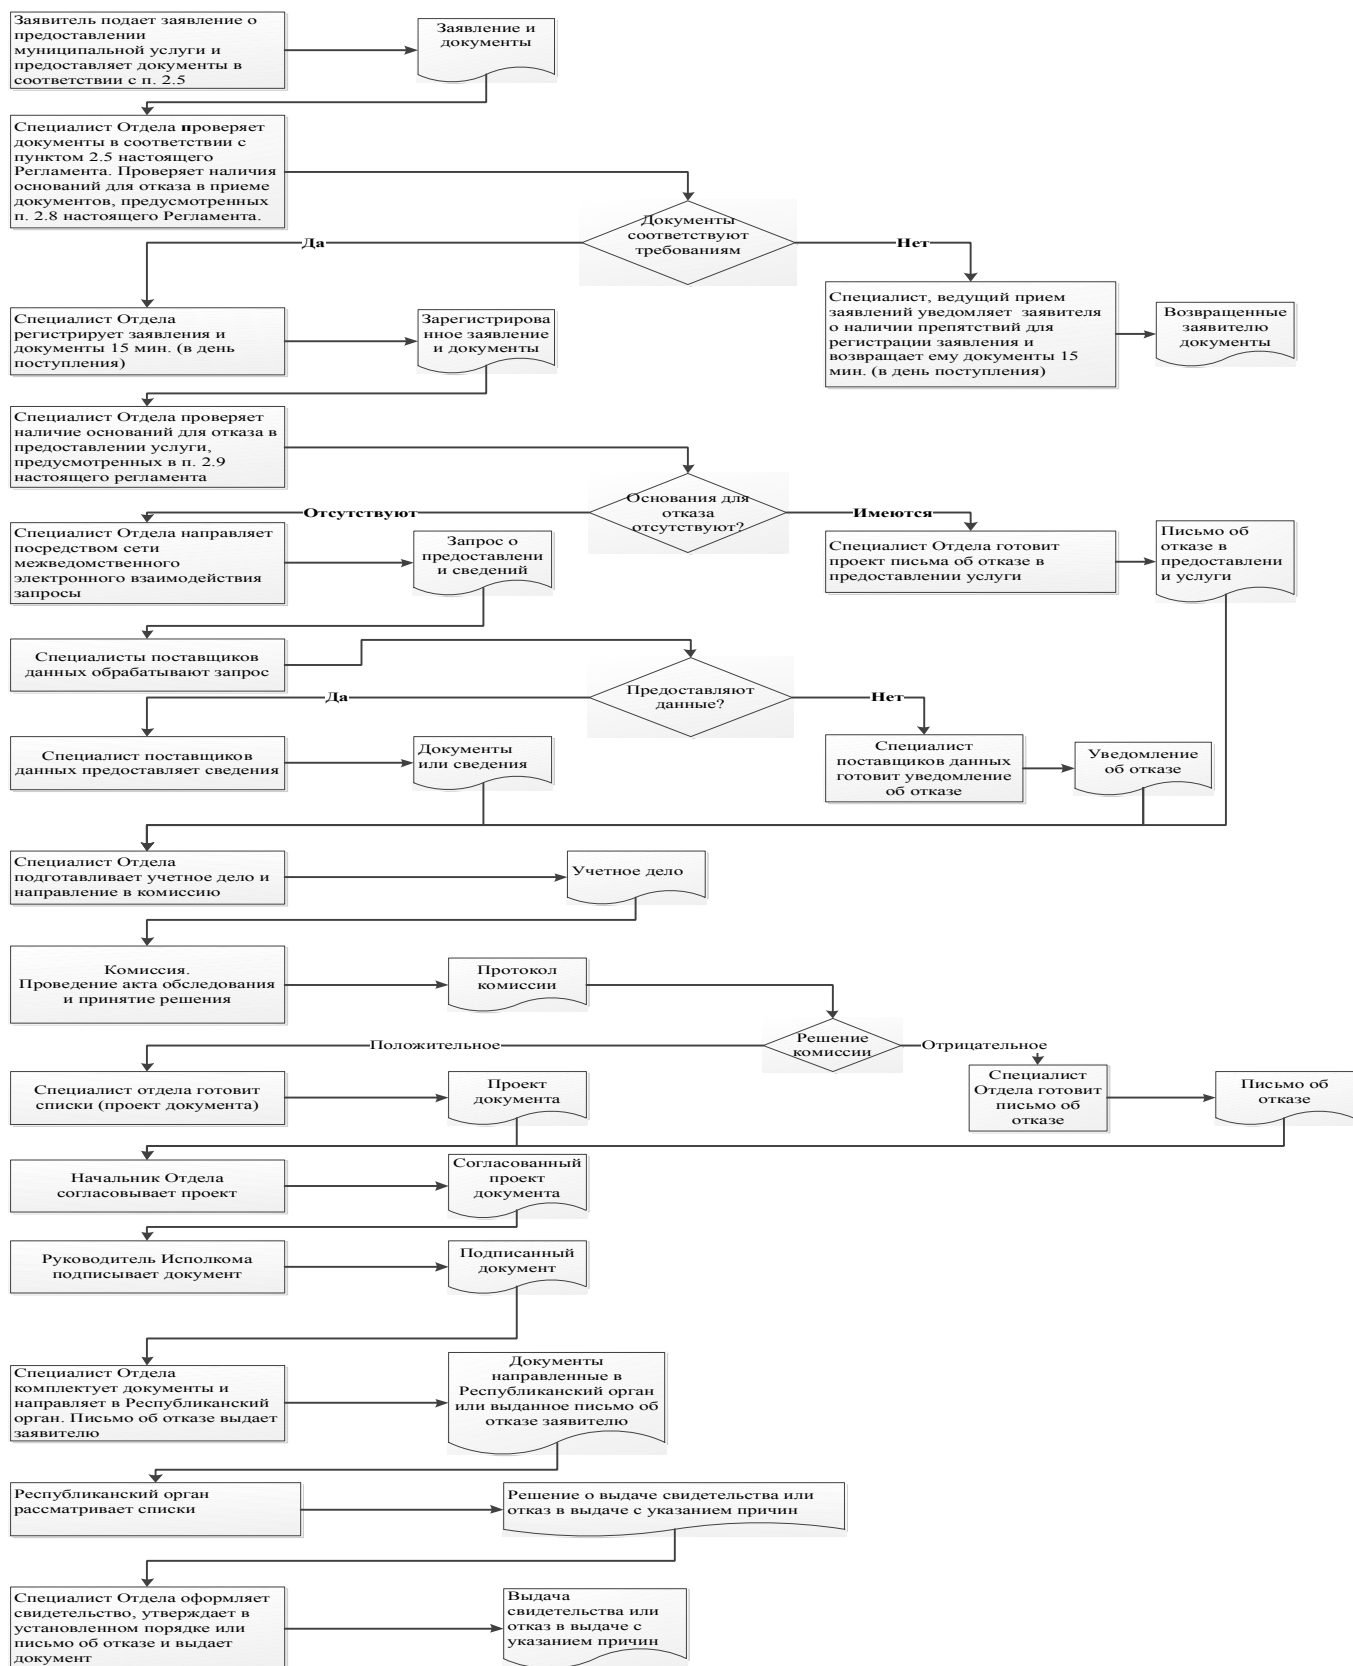 Заявитель подает заявление о
предоставлении
муниципальной услуги и
предоставляет документы в
соответствии с п. 2.5
Заявление и
документы
Специалист Отдела проверяет
документы в соответствии с
пунктом 2.5 настоящего
Регламента. Проверяет наличия
оснований для отказа в приеме
документов, предусмотренных
п. 2.8 настоящего Регламента.
Документы
соответствуют
требованиям
Да
Нет
Специалист Отдела
регистрирует заявления и
документы 15 мин. (в день
поступления)
Зарегистрирова
нное заявление
и документы
Специалист, ведущий прием
заявлений уведомляет заявителя
о наличии препятствий для
регистрации заявления и
возвращает ему документы 15
мин. (в день поступления)
Возвращенные
заявителю
документы
Специалист Отдела проверяет
наличие оснований для отказа в
предоставлении услуги,
предусмотренных в п. 2.9
настоящего регламента
Основания для
отказа
отсутствуют?
Отсутствуют
Имеются
Специалист Отдела направляет
посредством сети
межведомственного
электронного взаимодействия
запросы
Запрос о
предоставлени
и сведений
Специалист Отдела готовит
проект письма об отказе в
предоставлении услуги
Письмо об
отказе в
предоставлени
и услуги
Специалисты поставщиков
данных обрабатывают запрос
Предоставляют
данные?
Да
Нет
Специалист поставщиков
данных предоставляет сведения
Документы
или сведения
Специалист
поставщиков данных
готовит уведомление
об отказе
Уведомление
об отказе
Специалист Отдела
подготавливает учетное дело и
направление в комиссию
Учетное дело
Комиссия.
Проведение акта обследования
и принятие решения
Протокол
комиссии
Решение
комиссии
Положительное
Отрицательное
Специалист отдела готовит
списки (проект документа)
Проект
документа
Специалист
Отдела готовит
письмо об
отказе
Письмо об
отказе
Начальник Отдела
согласовывает проект
Согласованный
проект
документа
Руководитель Исполкома
подписывает документ
Подписанный
документ
Специалист Отдела
комплектует документы и
направляет в Республиканский
орган. Письмо об отказе выдает
заявителю
Документы
направленные в
Республиканский орган
или выданное письмо об
отказе заявителю
Республиканский орган
рассматривает списки
Решение о выдаче свидетельства или
отказ в выдаче с указанием причин
Специалист Отдела оформляет
свидетельство, утверждает в
установленном порядке или
письмо об отказе и выдает
документ
Выдача
свидетельства или
отказ в выдаче с
указанием причин